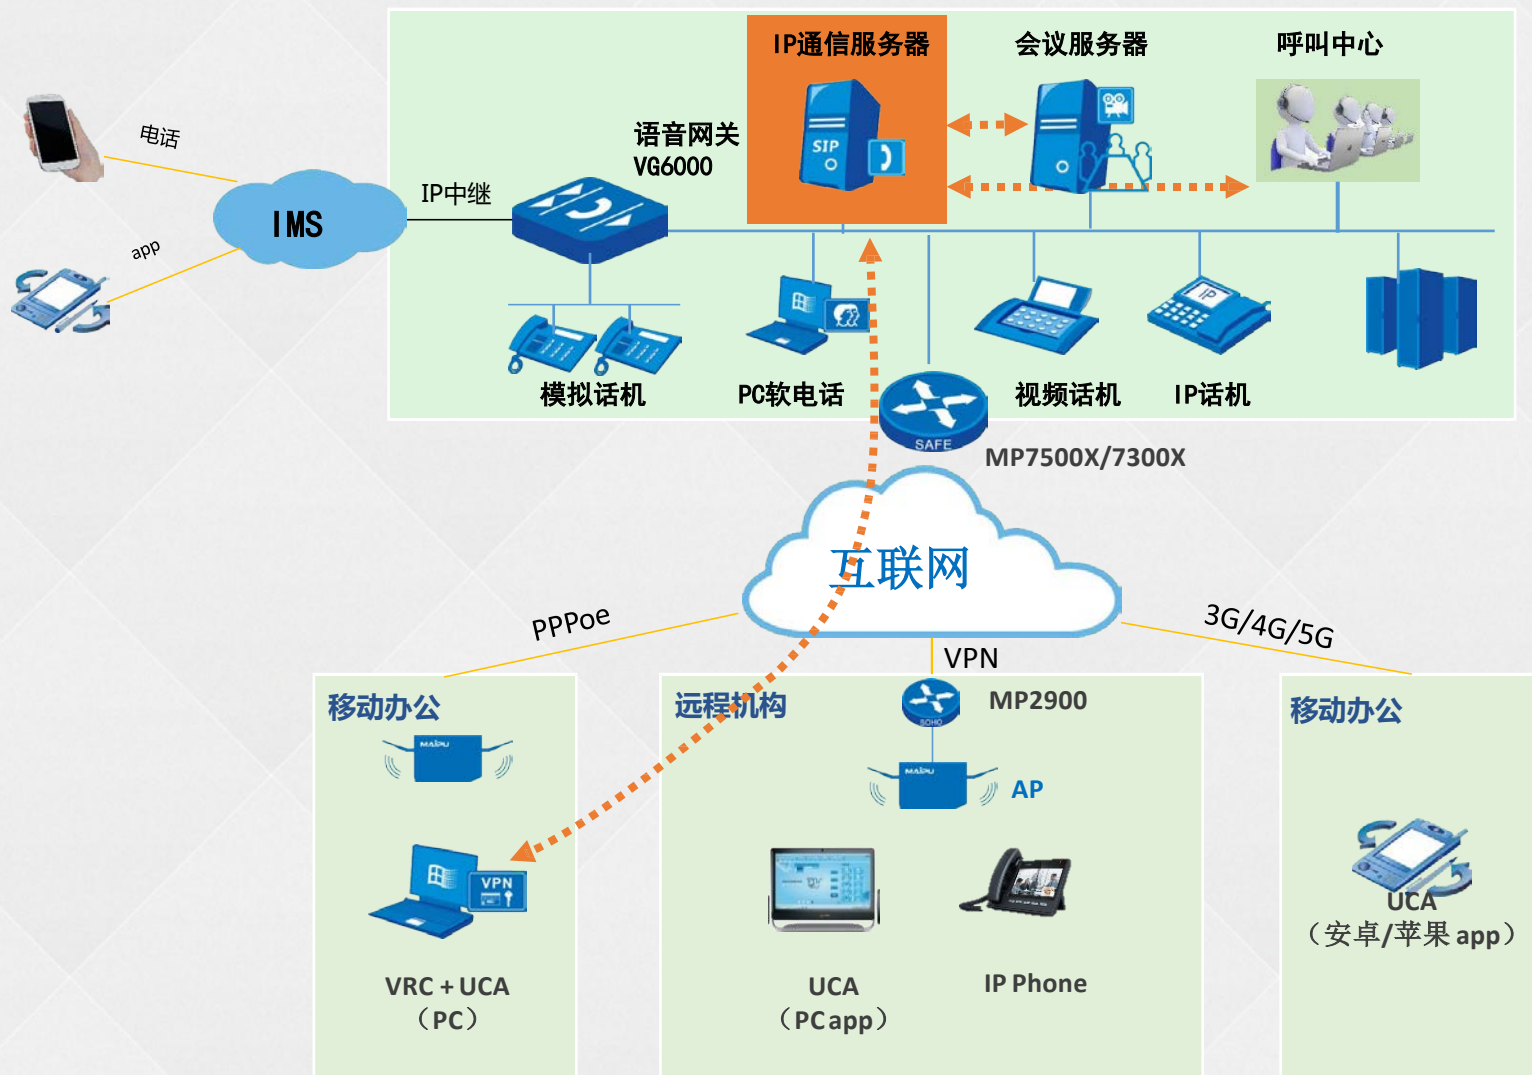 IP通信服务器
会议服务器
呼叫中心
电话
语音网关
VG6000
SIP
IP中继
IMS
app
IP
模拟话机
PC软电话
视频话机
IP话机
SAFE
MP7500X/7300X
互联网
PPPoe
3G/4G/5G
VPN
移动办公
远程机构
MP2900
移动办公
SOHO
MAIPU
MAIPU
AP
VPN
UCA
（安卓/苹果 app）
VRC + UCA
（PC）
UCA
（PC app）
IP Phone